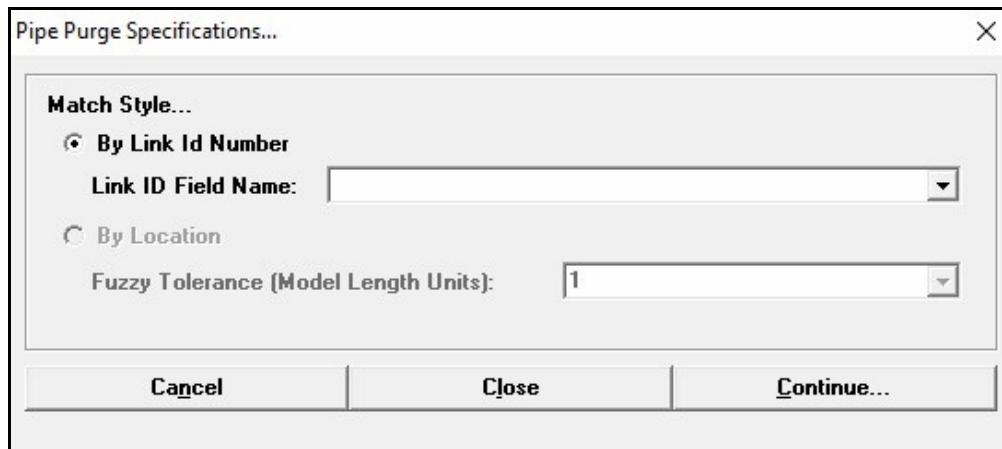 Pipe Purge Specifications...
Match Style...
By Link Id Number
Link ID Field Name:
By Location
Fuzzy Tolerance (Model Length Units): 1
Cancel Close Continue...